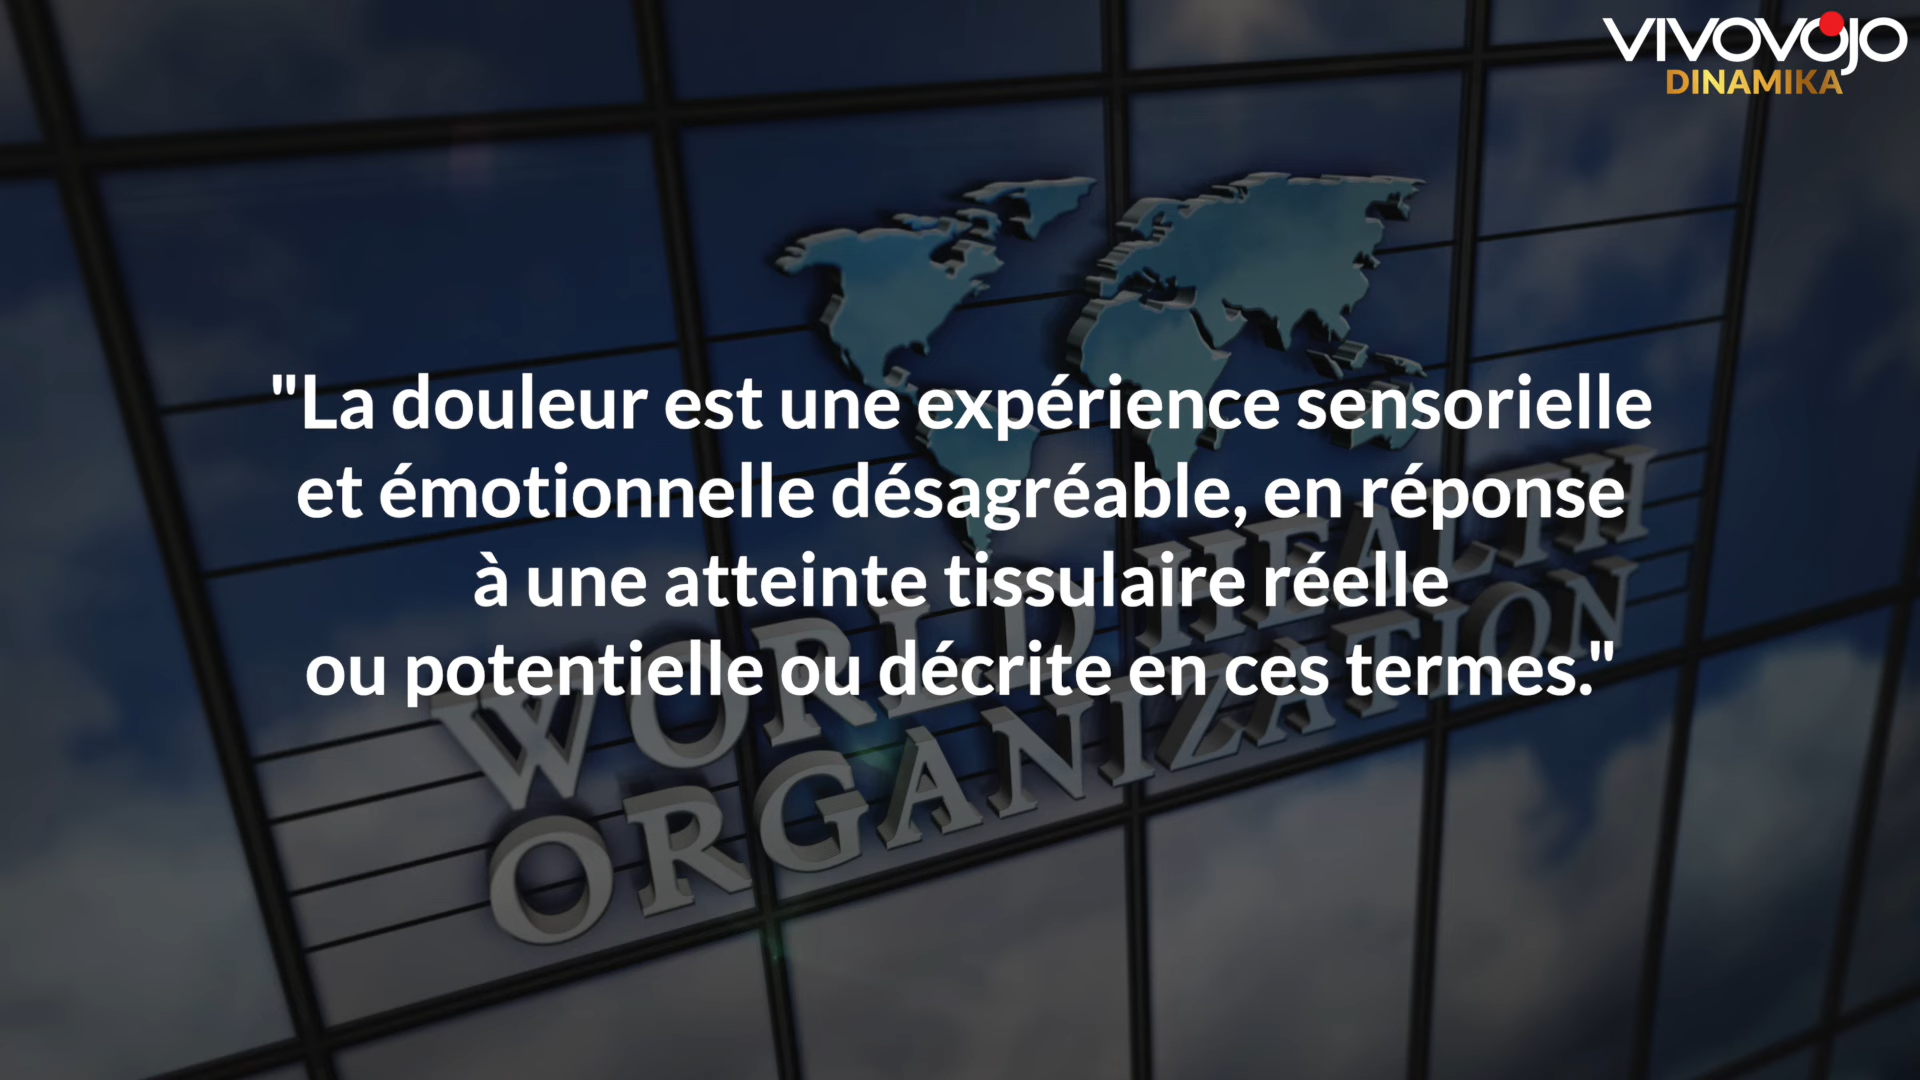 VIVOVOJO
DINAMIKA
"La douleur est une expérience sensorielle
et émotionnelle désagréable, en réponse
à une atteinte tissulaire réelle
ou potentielle ou décrite en ces termes."
WORLD HEALTH
ORGANIZATION